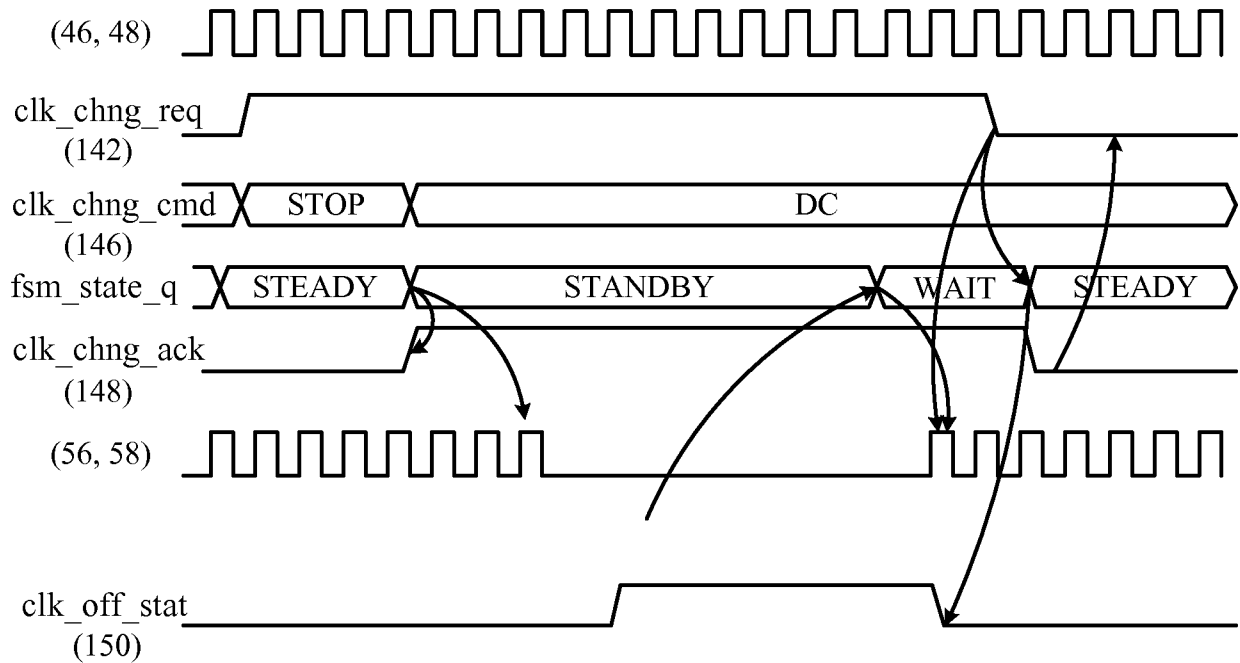 (46, 48)
clk_chng_req
(142)
clk_chng_cmd STOP DC
(146)
fsm_state_q STEADY STANDBY WAIT STEADY
clk_chng_ack
(148)
(56, 58)
clk_off_stat
(150)